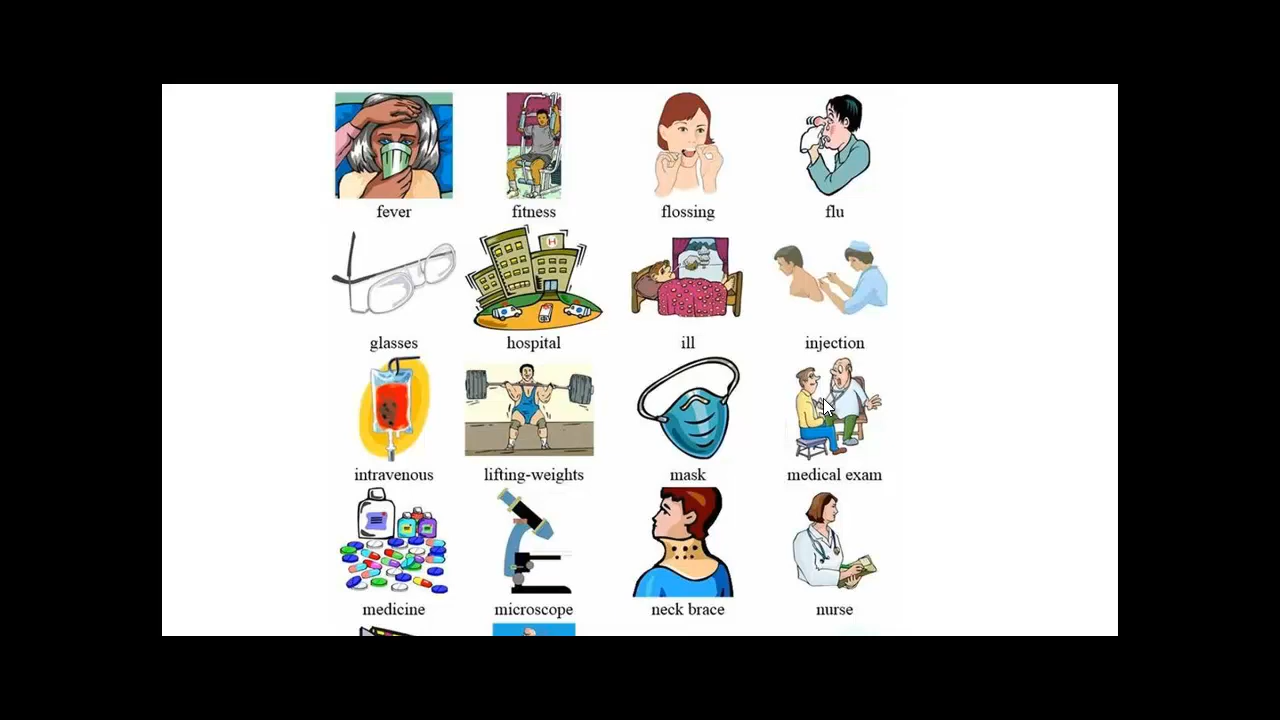 fever fitness flossing flu
H
glasses hospital ill injection
intravenous lifting-weights mask medical exam
medicine microscope neck brace nurse